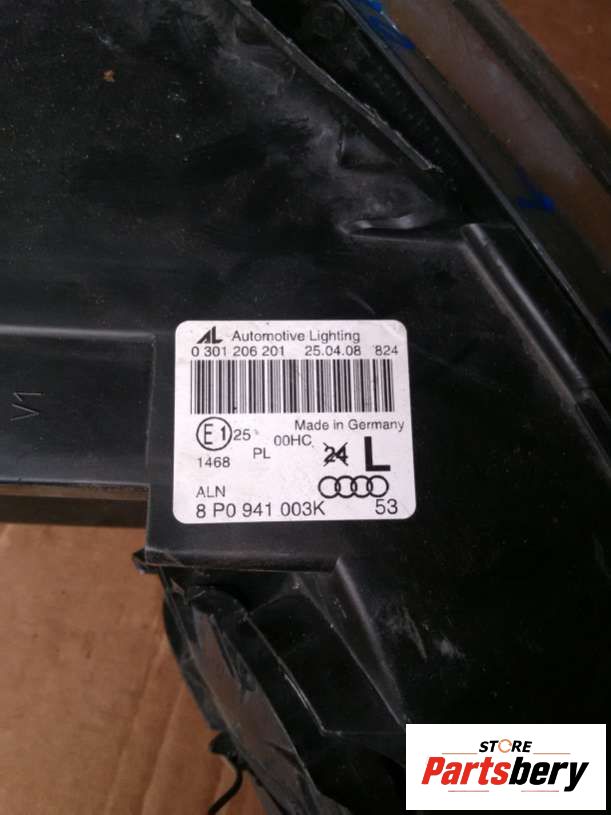 AL Automotive Lighting
0 301 206 201 25.04.08 824
Made in Germany
E1 25 00HC 24 L
1468 PL
ALN
8 P0 941 003K 53
V1
STORE
Partsbery